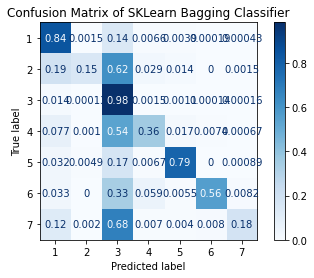 Confusion Matrix of SKLearn Bagging Classifier
True label
1 0.84 0.0015 0.14 0.0066
2 0.19 0.15 0.62 0.029 0.014 0 0.0015
3 0.014 0.98 0.0015 0.0011 0.00016
4 0.077 0.001 0.54 0.36 0.017 0.0074 0.00067
5 0.032 0.0049 0.17 0.0067 0.79 0 0.00089
6 0.033 0 0.33 0.059 0.0055 0.56 0.0082
7 0.12 0.002 0.68 0.007 0.004 0.008 0.18
1 2 3 4 5 6 7
Predicted label
0.8
0.6
0.4
0.2
0.0